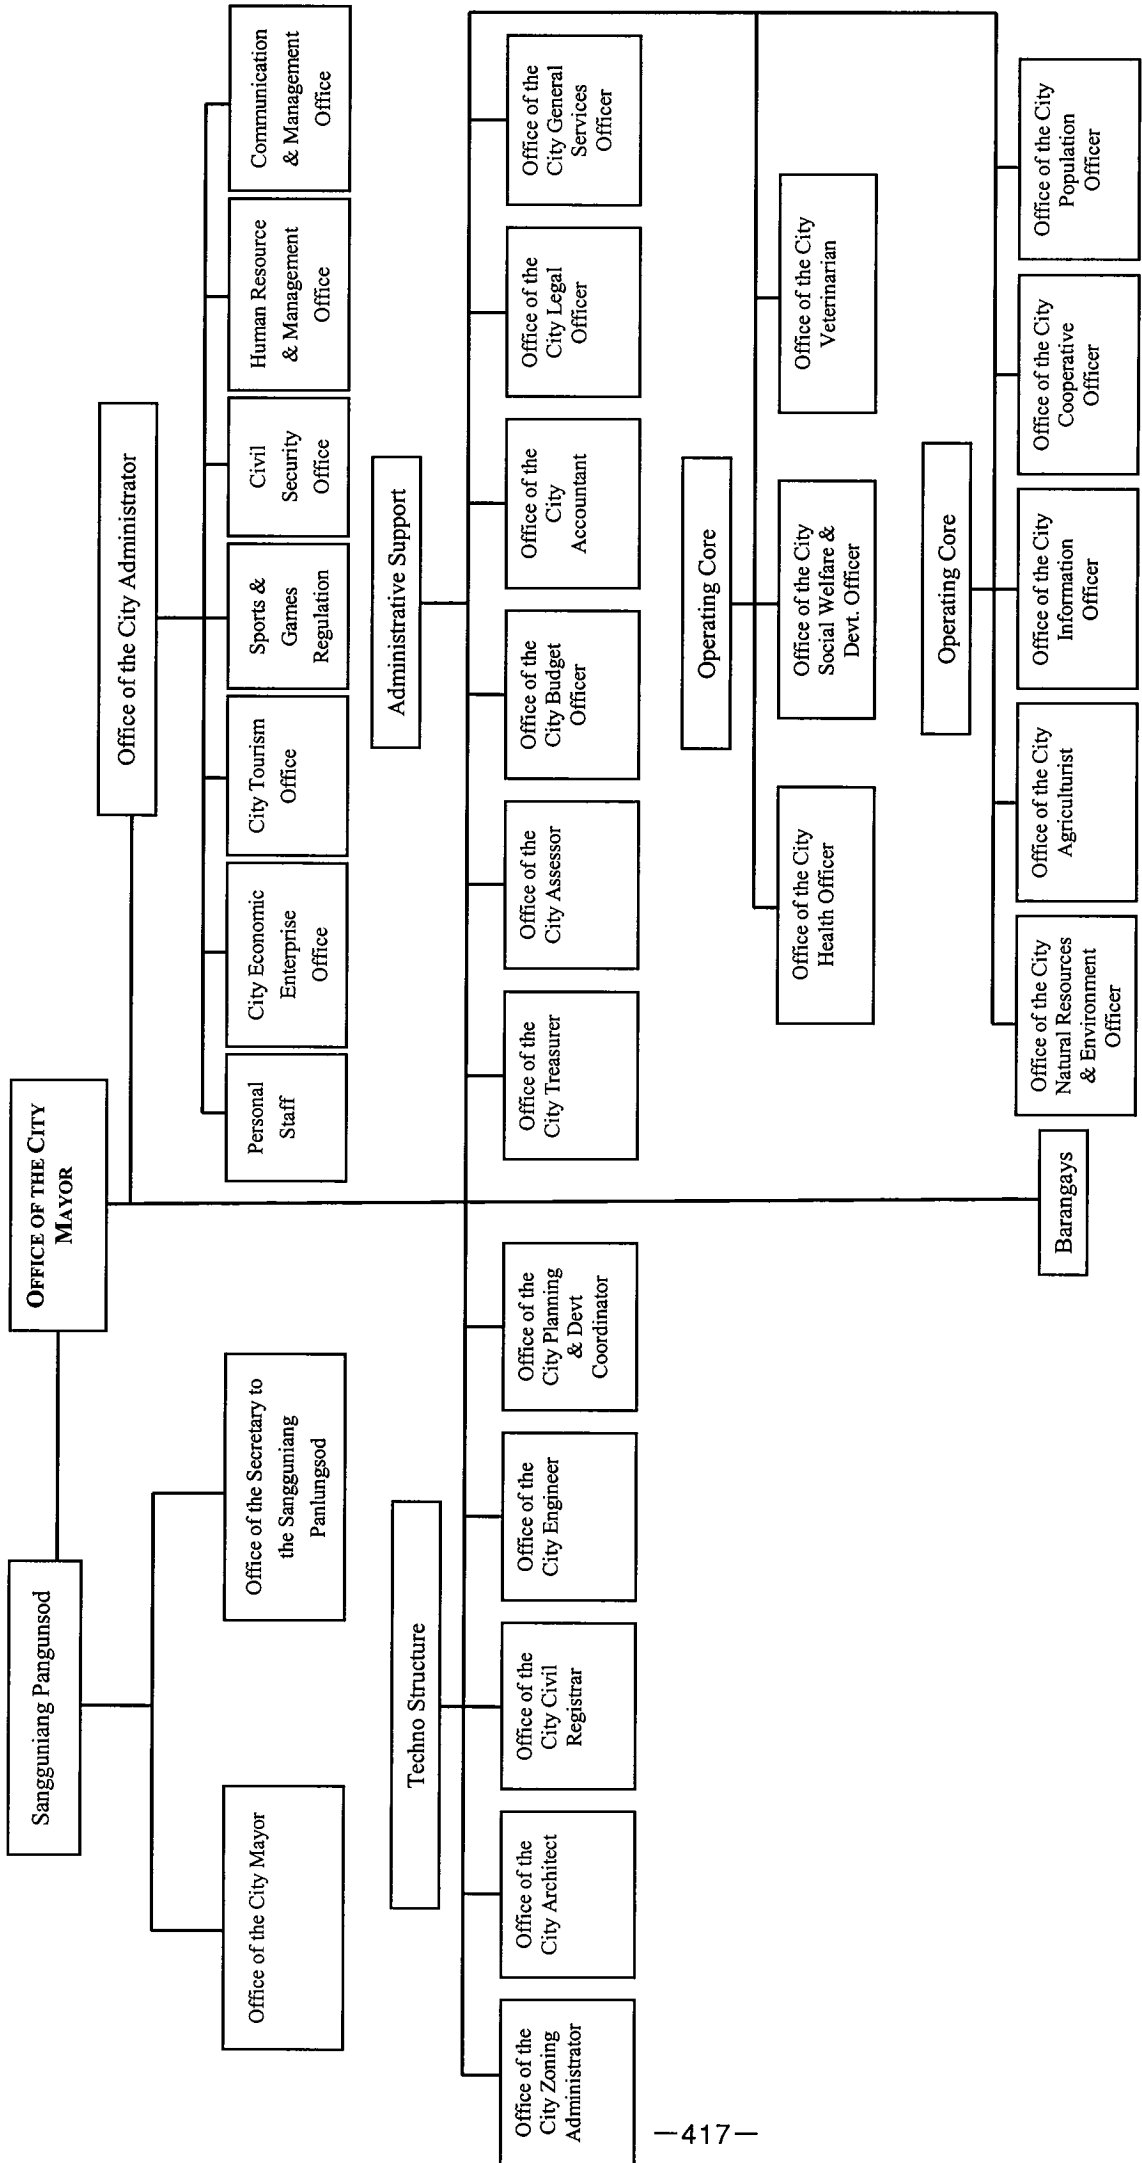 OFFICE OF THE CITY
MAYOR
Sangguniang Pangunsod
Office of the City Administrator
Office of the City Mayor
Office of the Secretary to
the Sangguniang
Panlungsod
Personal
Staff
City Economic
Enterprise
Office
City Tourism
Office
Sports &
Games
Regulation
Civil
Security
Office
Human Resource
& Management
Office
Communication
& Management
Office
Techno Structure
Administrative Support
Office of the
City Zoning
Administrator
Office of the
City Architect
Office of the
City Civil
Registrar
Office of the
City Engineer
Office of the
City Planning
& Devt
Coordinator
Office of the
City Treasurer
Office of the
City Assessor
Office of the
City Budget
Officer
Office of the
City
Accountant
Office of the
City Legal
Officer
Office of the
City General
Services
Officer
Operating Core
Office of the City
Health Officer
Office of the City
Social Welfare &
Devt. Officer
Office of the City
Veterinarian
Operating Core
Barangays
Office of the City
Natural Resources
& Environment
Officer
Office of the City
Agriculturist
Office of the City
Information
Officer
Office of the City
Cooperative
Officer
Office of the City
Population
Officer
—417—